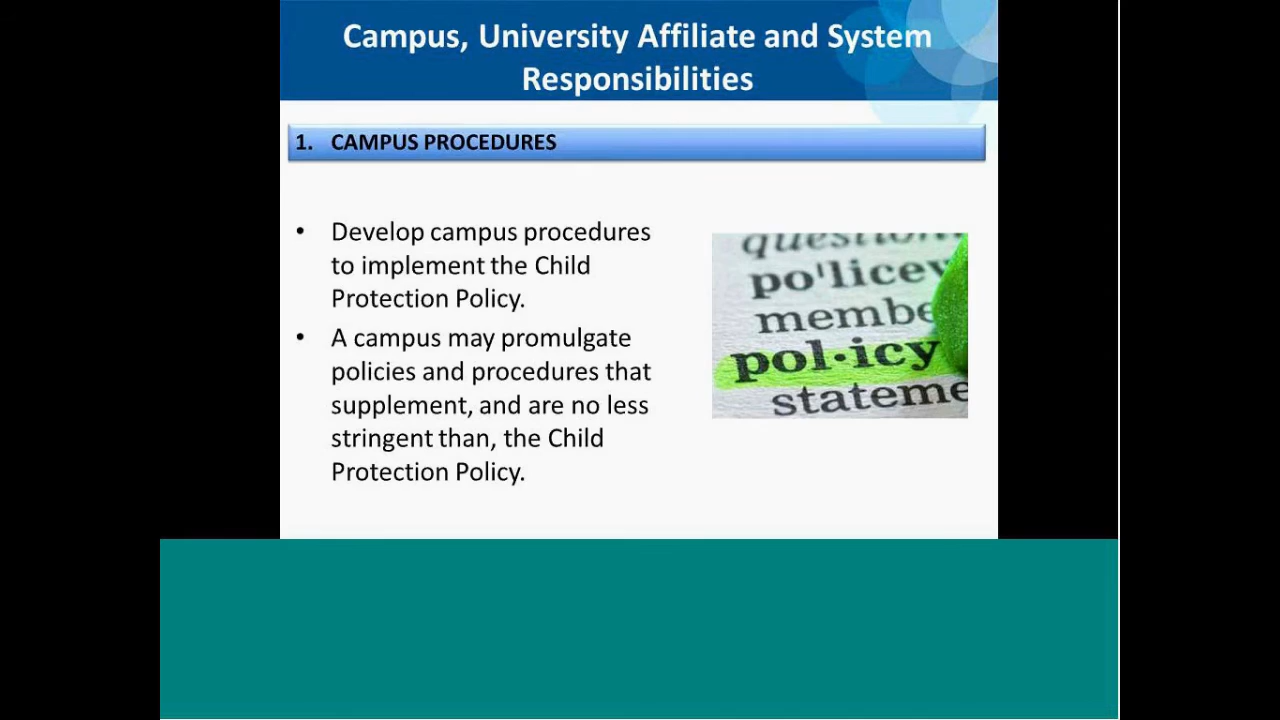 Campus, University Affiliate and System
Responsibilities
1. CAMPUS PROCEDURES
• Develop campus procedures
to implement the Child
Protection Policy.
• A campus may promulgate
policies and procedures that
supplement, and are no less
stringent than, the Child
Protection Policy.
po'licey
membe
pol·icy
stateme